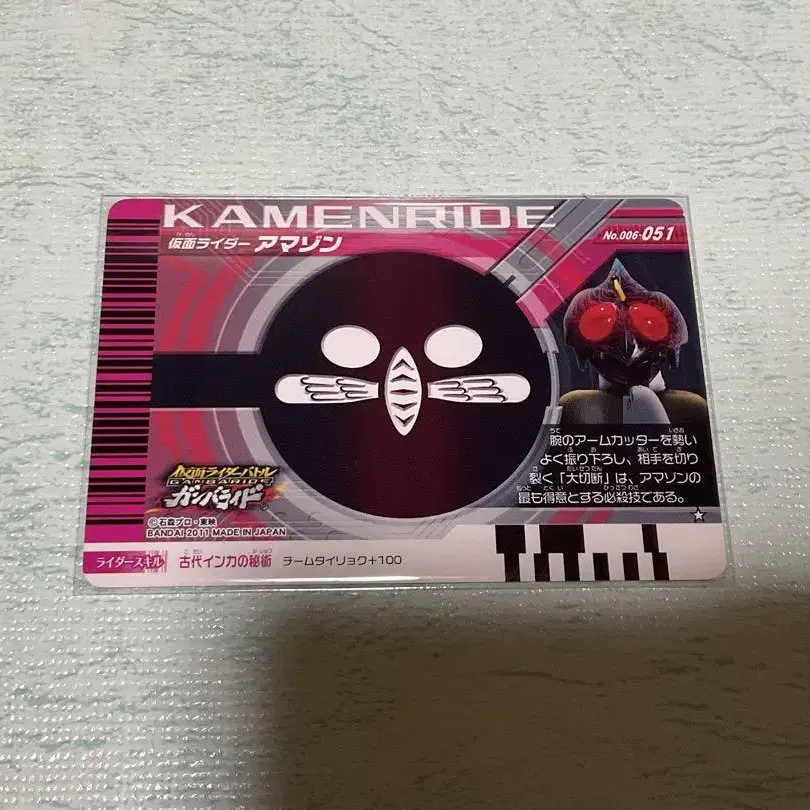 KAMENRIDE
仮面ライダー アマゾン
No.006-051
腕のアームカッターを勢い
よく振り下ろし、相手を切り
裂く「大切断」は、アマゾンの
最も得意とする必殺技である。
仮面ライダーバトル
GANBARIDE
ガンバライド
©石森プロ・東映
BANDAI 2011 MADE IN JAPAN
ライダースキル 古代インカの秘術 チームタイリョク+100